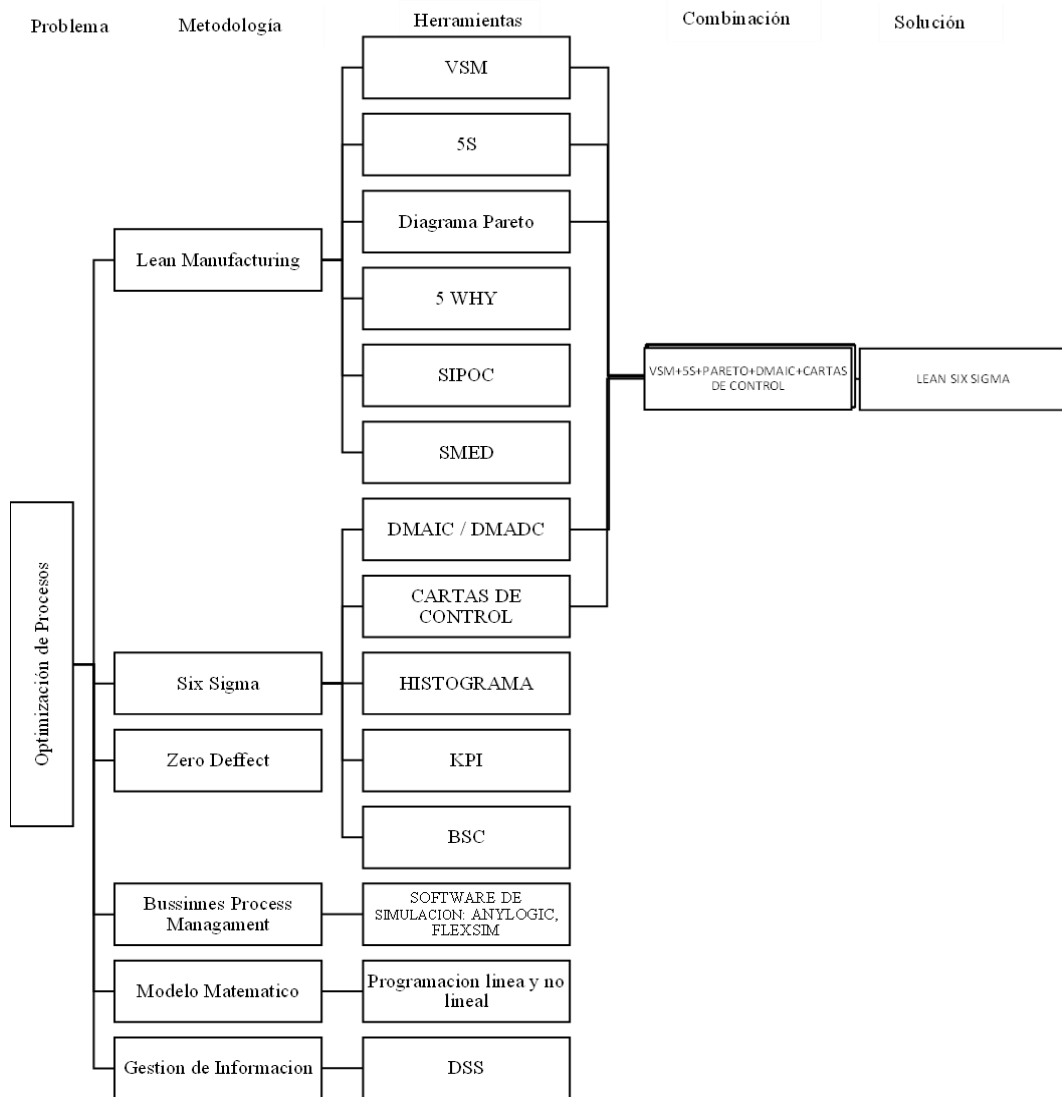 Problema
Metodología
Herramientas
Combinación
Solución
VSM
5S
Diagrama Pareto
Lean Manufacturing
5 WHY
SIPOC
VSM+5S+PARETO+DMAIC+CARTAS
DE CONTROL
LEAN SIX SIGMA
SMED
DMAIC / DMADC
CARTAS DE
CONTROL
Optimización de Procesos
Six Sigma
HISTOGRAMA
Zero Deffect
KPI
BSC
Bussinnes Process
Managament
SOFTWARE DE
SIMULACION: ANYLOGIC,
FLEXSIM
Modelo Matematico
Programacion linea y no
lineal
Gestion de Informacion
DSS